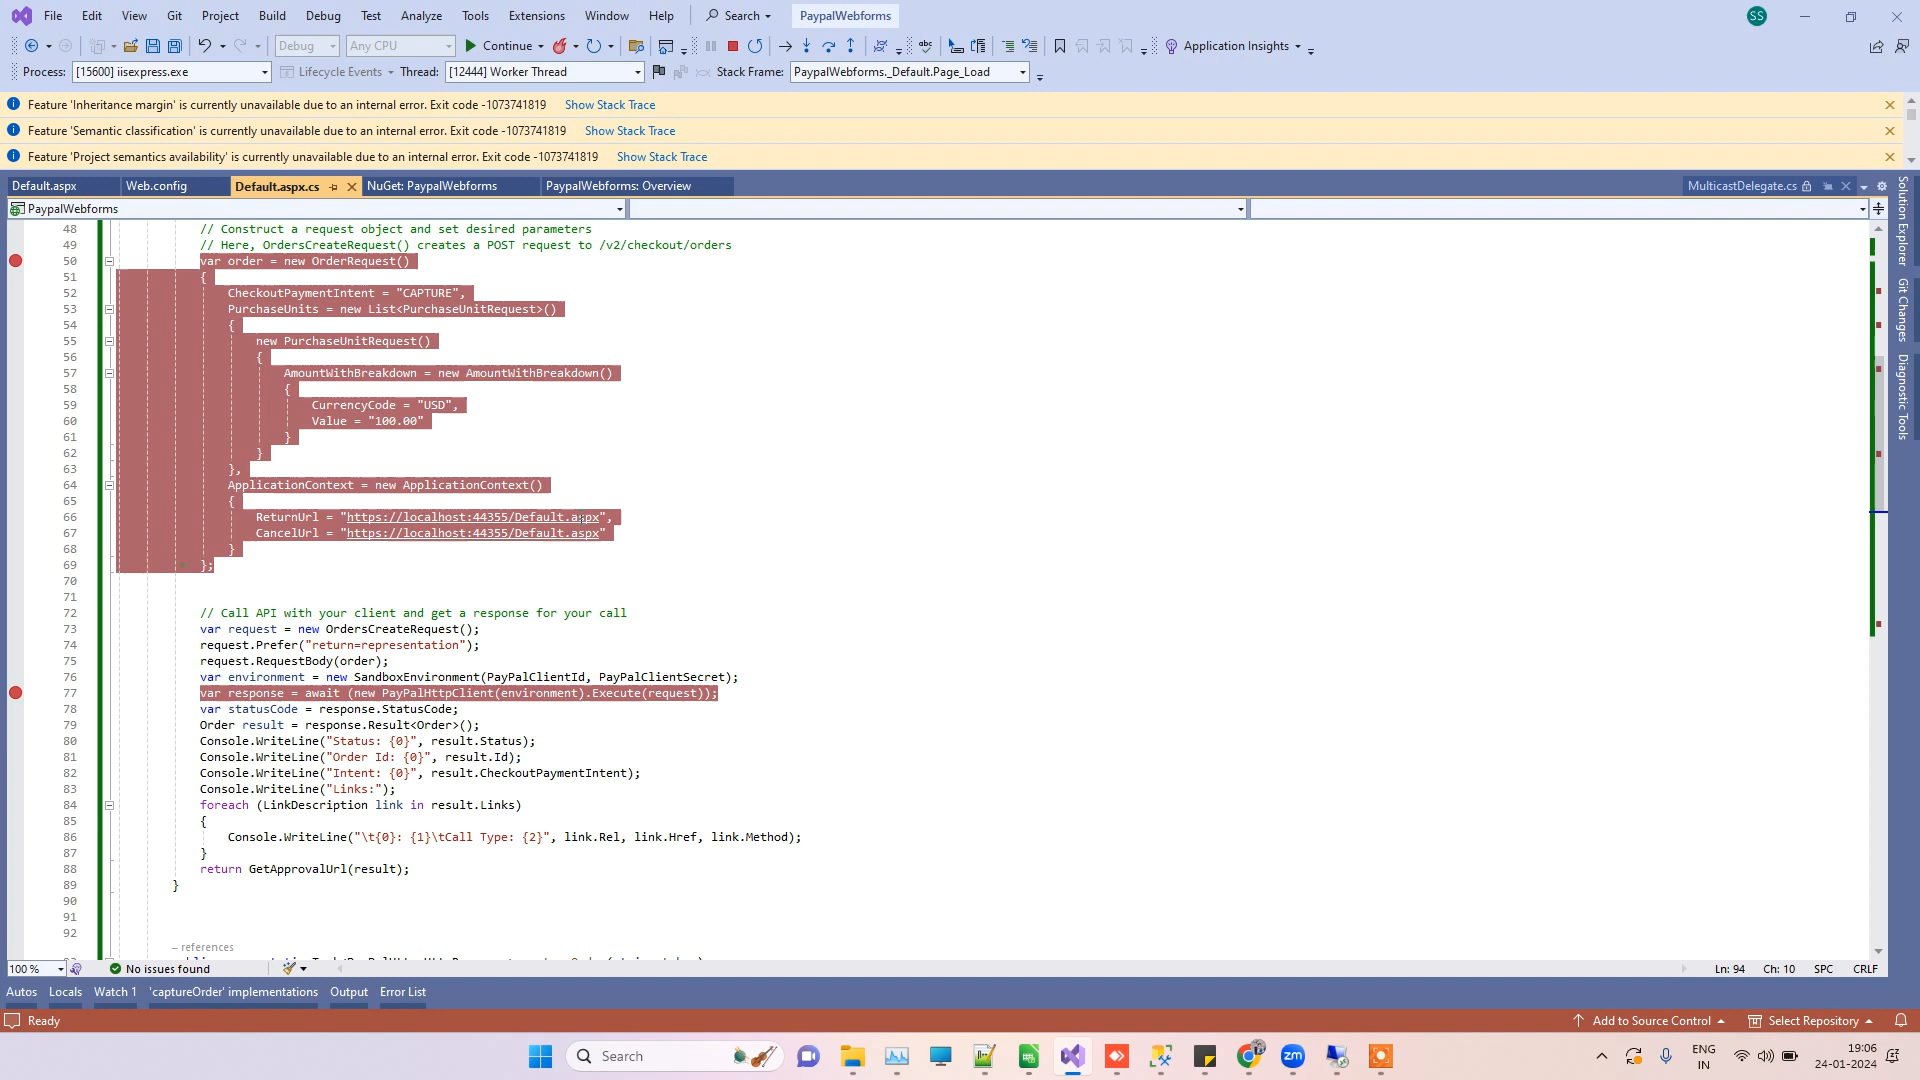 File Edit View Git Project Build Debug Test Analyze Tools Extensions Window Help Search PaypalWebforms SS
Debug Any CPU Continue Application Insights
Process: [15600] iisexpress.exe Lifecycle Events Thread: [12444] Worker Thread Stack Frame: PaypalWebforms._Default.Page_Load
Feature 'Inheritance margin' is currently unavailable due to an internal error. Exit code -1073741819 Show Stack Trace
Feature 'Semantic classification' is currently unavailable due to an internal error. Exit code -1073741819 Show Stack Trace
Feature 'Project semantics availability' is currently unavailable due to an internal error. Exit code -1073741819 Show Stack Trace
Default.aspx Web.config Default.aspx.cs NuGet: PaypalWebforms PaypalWebforms: Overview MulticastDelegate.cs
PaypalWebforms
48 // Construct a request object and set desired parameters
49 // Here, OrdersCreateRequest() creates a POST request to /v2/checkout/orders
50 var order = new OrderRequest()
51 {
52 CheckoutPaymentIntent = "CAPTURE",
53 PurchaseUnits = new List<PurchaseUnitRequest>()
54 {
55 new PurchaseUnitRequest()
56 {
57 AmountWithBreakdown = new AmountWithBreakdown()
58 {
59 CurrencyCode = "USD",
60 Value = "100.00"
61 }
62 }
63 },
64 ApplicationContext = new ApplicationContext()
65 {
66 ReturnUrl = "https://localhost:44355/Default.aspx",
67 CancelUrl = "https://localhost:44355/Default.aspx"
68 }
69 };
70
71
72 // Call API with your client and get a response for your call
73 var request = new OrdersCreateRequest();
74 request.Prefer("return=representation");
75 request.RequestBody(order);
76 var environment = new SandboxEnvironment(PayPalClientId, PayPalClientSecret);
77 var response = await (new PayPalHttpClient(environment).Execute(request));
78 var statusCode = response.StatusCode;
79 Order result = response.Result<Order>();
80 Console.WriteLine("Status: {0}", result.Status);
81 Console.WriteLine("Order Id: {0}", result.Id);
82 Console.WriteLine("Intent: {0}", result.CheckoutPaymentIntent);
83 Console.WriteLine("Links:");
84 foreach (LinkDescription link in result.Links)
85 {
86 Console.WriteLine("\t{0}: {1}\tCall Type: {2}", link.Rel, link.Href, link.Method);
87 }
88 return GetApprovalUrl(result);
89 }
90
91
92
– references
Solution Explorer
Git Changes
Diagnostic Tools
100 % No issues found Ln: 94 Ch: 10 SPC CRLF
Autos Locals Watch 1 'captureOrder' implementations Output Error List
Ready Add to Source Control Select Repository
Search zm ENG IN 19:06 24-01-2024